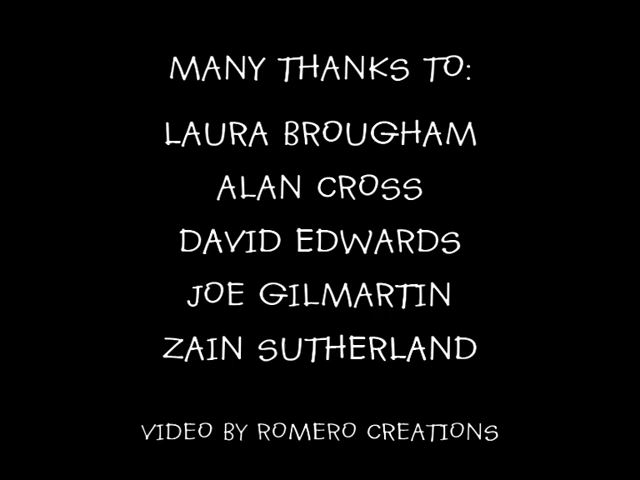 MANY THANKS TO:
LAURA BROUGHAM
ALAN CROSS
DAVID EDWARDS
JOE GILMARTIN
ZAIN SUTHERLAND
VIDEO BY ROMERO CREATIONS